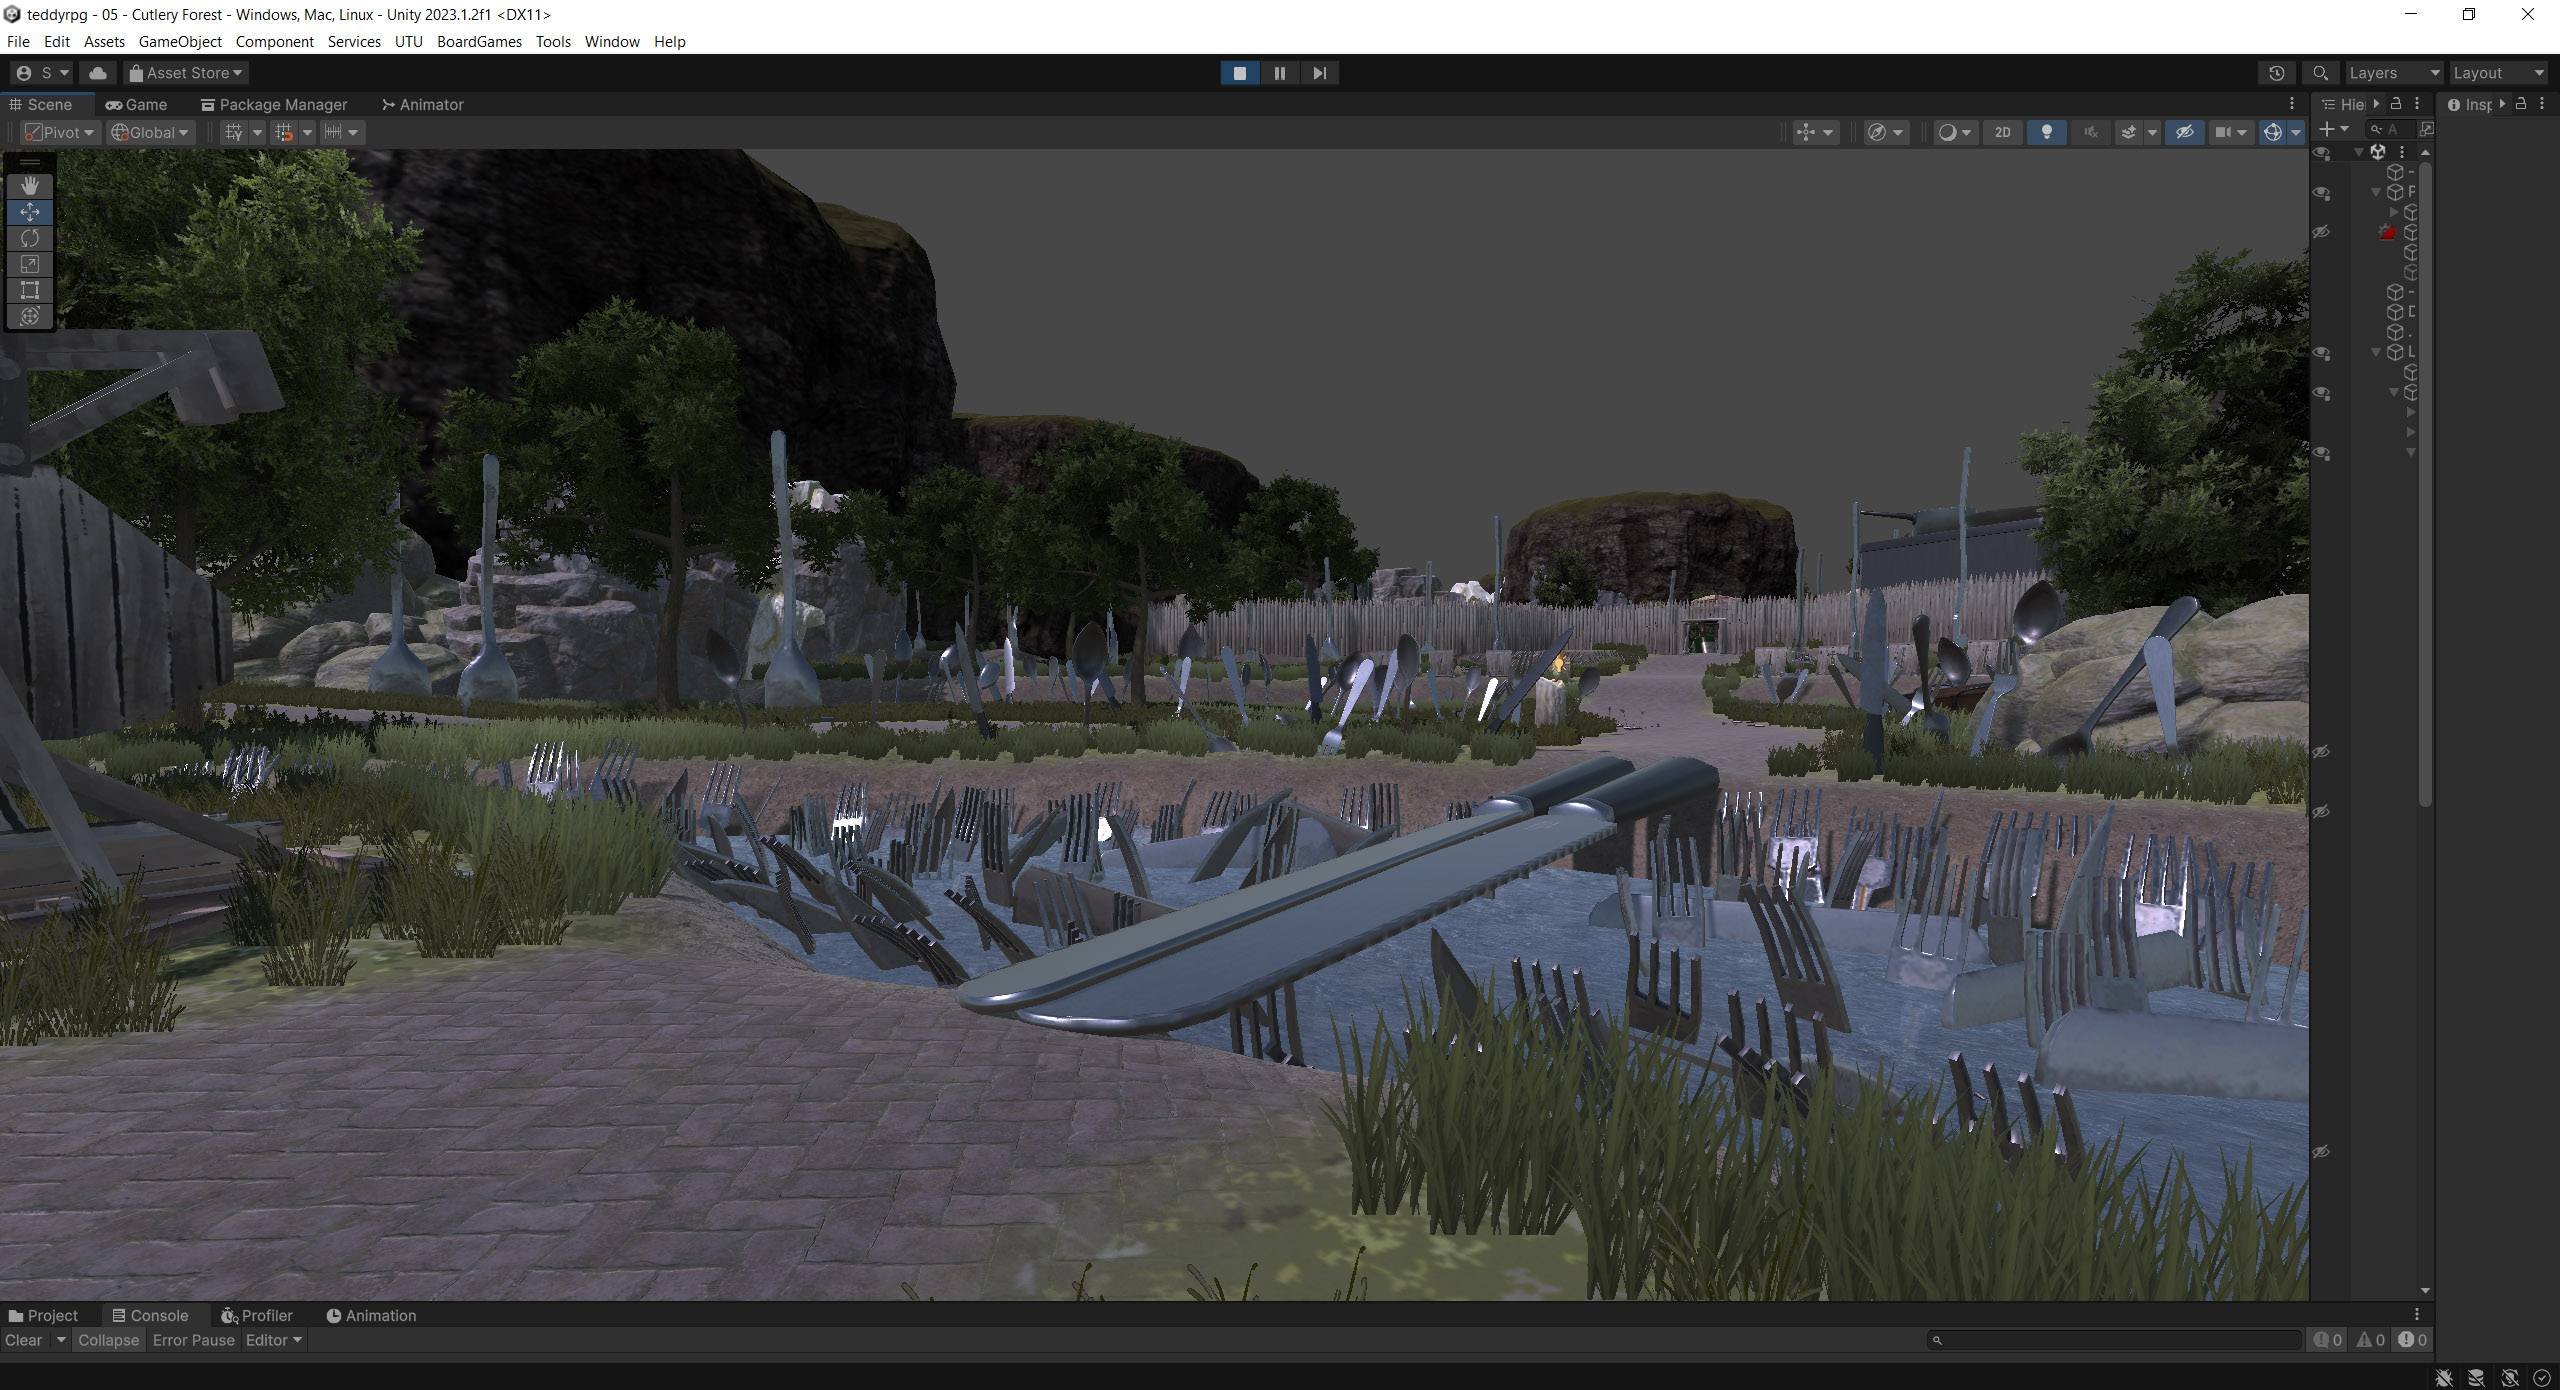 teddyrpg - 05 - Cutlery Forest - Windows, Mac, Linux - Unity 2023.1.2f1 <DX11>
File Edit Assets GameObject Component Services UTU BoardGames Tools Window Help
S Asset Store Layers Layout
Scene Game Package Manager Animator Hie Insp
Pivot Global 2D A
-
F
-
D
.
L
Project Console Profiler Animation
Clear Collapse Error Pause Editor 0 0 0